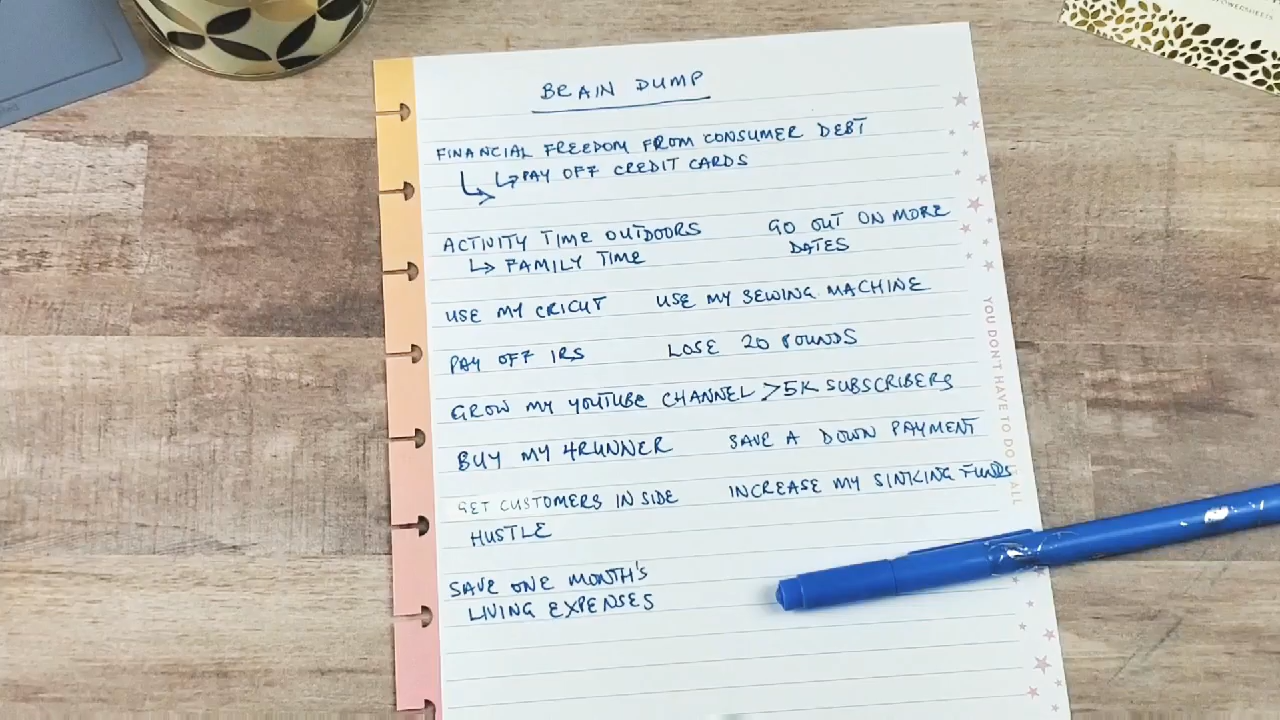 BRAIN DUMP
FINANCIAL FREEDOM FROM CONSUMER DEBT
↳ PAY OFF CREDIT CARDS
ACTIVITY TIME OUTDOORS
↳ FAMILY TIME
GO OUT ON MORE
DATES
USE MY CRICUT
USE MY SEWING MACHINE
PAY OFF IRS
LOSE 20 POUNDS
GROW MY YOUTUBE CHANNEL >5K SUBSCRIBERS
BUY MY 4RUNNER
SAVE A DOWN PAYMENT
GET CUSTOMERS IN SIDE
HUSTLE
INCREASE MY SINKING FUNDS
SAVE ONE MONTH'S
LIVING EXPENSES
YOU DON'T HAVE TO DO IT ALL
POWERSHEETS